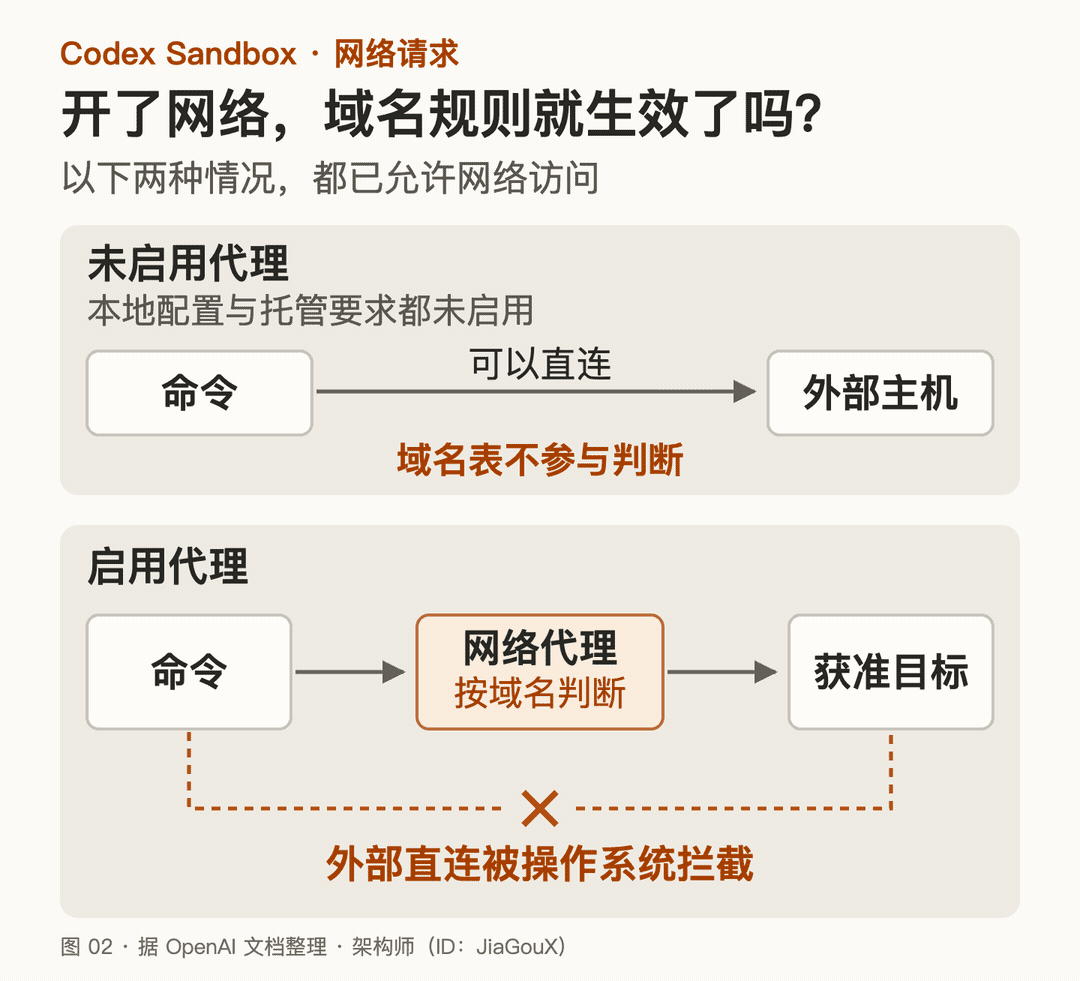 Codex Sandbox · 网络请求
开了网络，域名规则就生效了吗？
以下两种情况，都已允许网络访问
未启用代理
本地配置与托管要求都未启用
命令
可以直连
外部主机
域名表不参与判断
启用代理
命令
网络代理
按域名判断
获准目标
外部直连被操作系统拦截
图 02 · 据 OpenAI 文档整理 · 架构师（ID：JiaGouX）